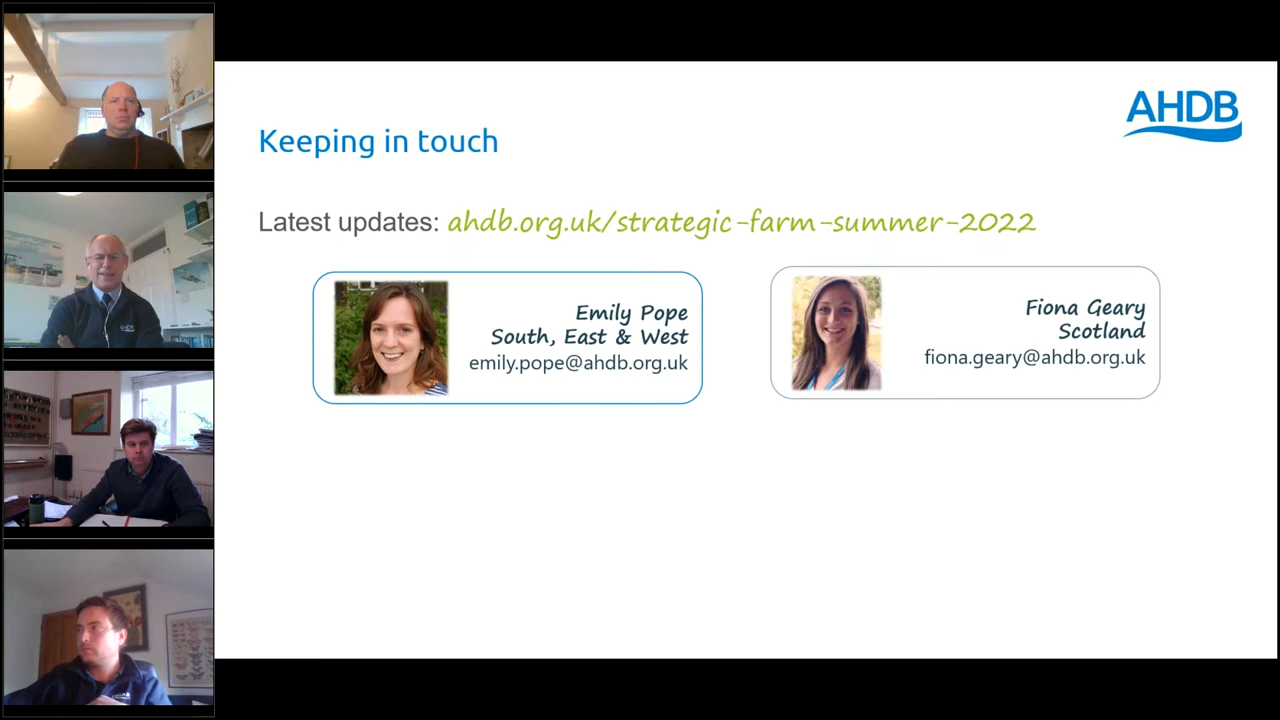 AHDB
Keeping in touch
Latest updates: ahdb.org.uk/strategic-farm-summer-2022
Emily Pope
South, East & West
emily.pope@ahdb.org.uk
Fiona Geary
Scotland
fiona.geary@ahdb.org.uk
AHDB